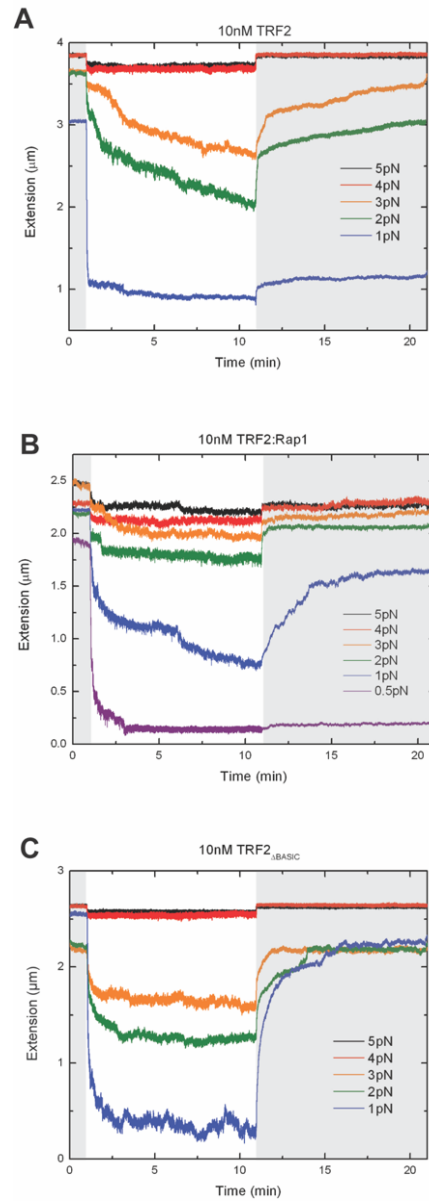 A
10nM TRF2
4
3
2
1
Extension (μm)
5pN
4pN
3pN
2pN
1pN
0 5 10 15 20
Time (min)
B
10nM TRF2:Rap1
2.5
2.0
1.5
1.0
0.5
0.0
Extension (μm)
5pN
4pN
3pN
2pN
1pN
0.5pN
0 5 10 15 20
Time (min)
C
10nM TRF2ΔBASIC
3
2
1
0
Extension (μm)
5pN
4pN
3pN
2pN
1pN
0 5 10 15 20
Time (min)